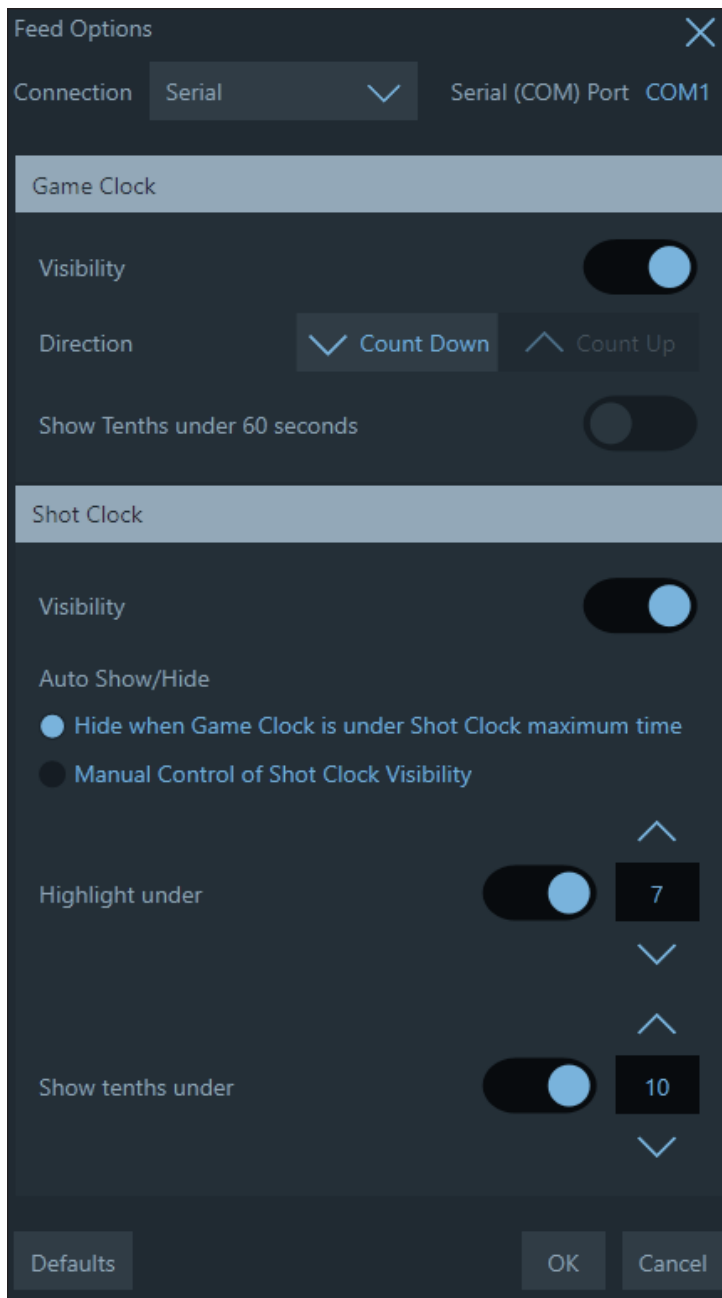 Feed Options
Connection Serial Serial (COM) Port COM1
Game Clock
Visibility
Direction Count Down Count Up
Show Tenths under 60 seconds
Shot Clock
Visibility
Auto Show/Hide
Hide when Game Clock is under Shot Clock maximum time
Manual Control of Shot Clock Visibility
Highlight under 7
Show tenths under 10
Defaults OK Cancel